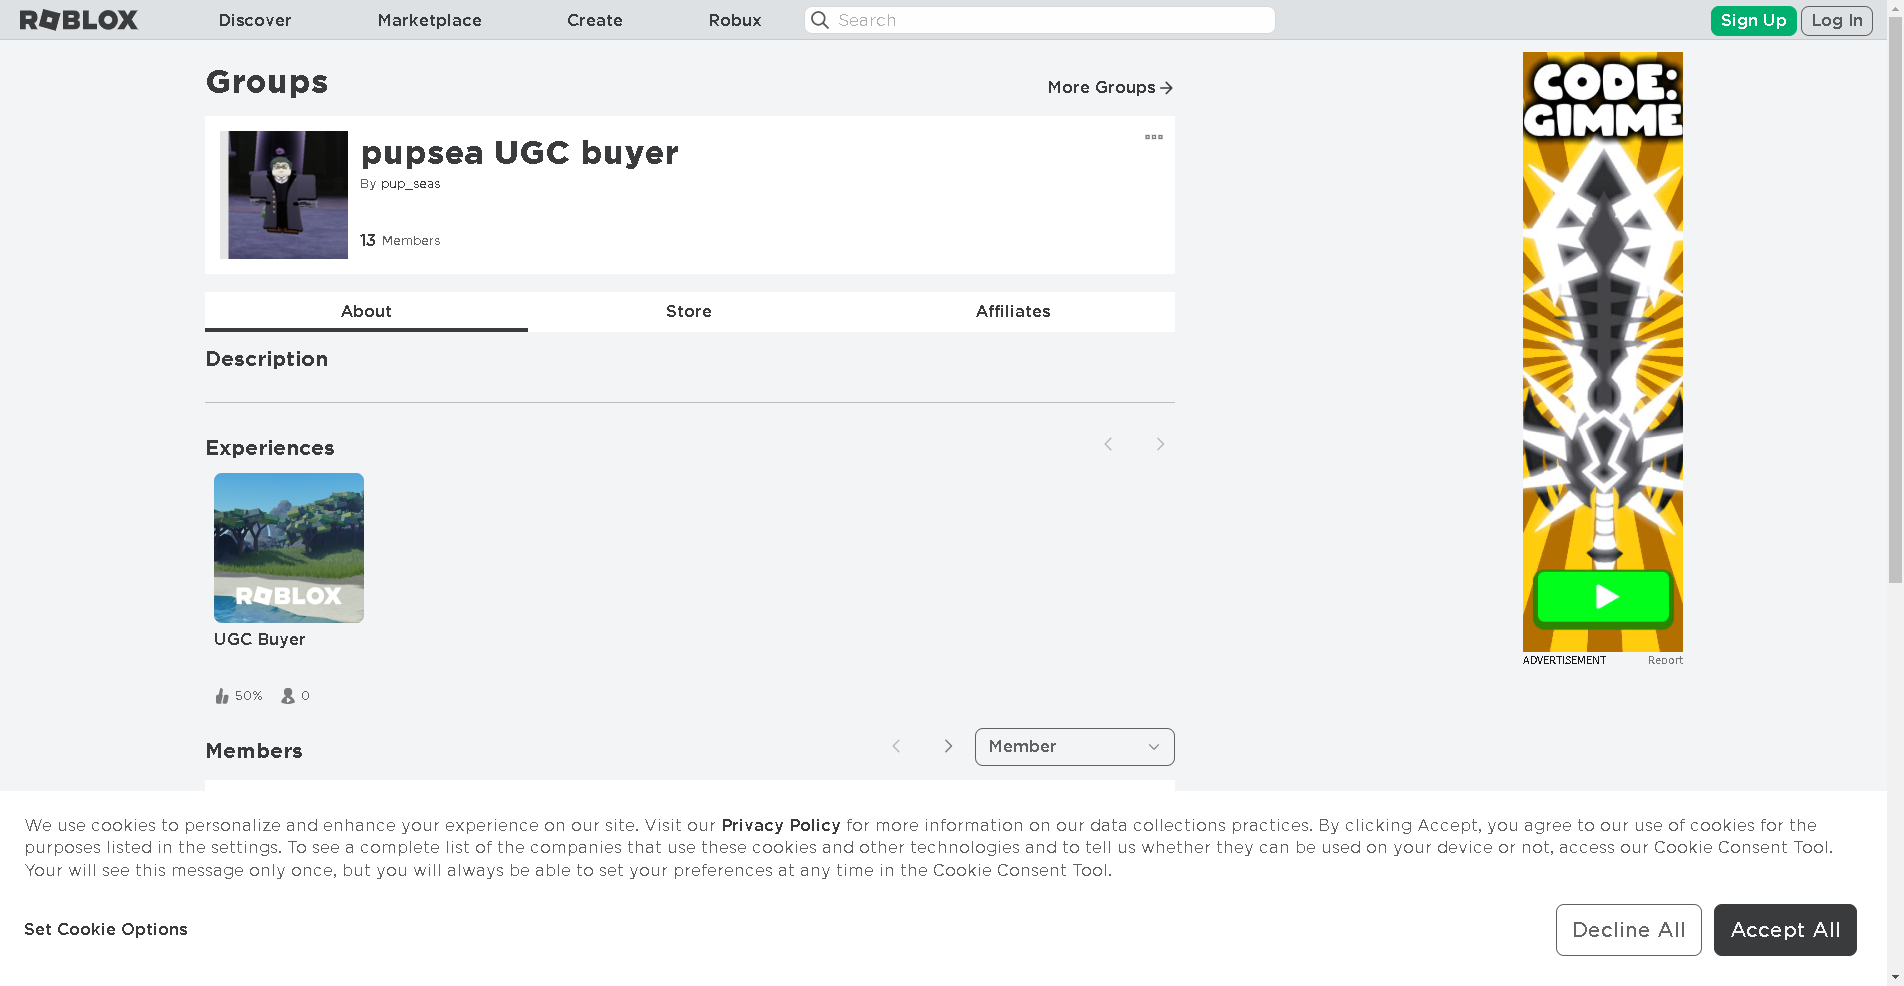 ROBLOX
Discover
Marketplace
Create
Robux
Search
Sign Up
Log In
Groups
More Groups
pupsea UGC buyer
By pup_seas
13 Members
About
Store
Affiliates
Description
Experiences
ROBLOX
UGC Buyer
50%
0
Members
Member
CODE:
GIMME
ADVERTISEMENT
Report
We use cookies to personalize and enhance your experience on our site. Visit our Privacy Policy for more information on our data collections practices. By clicking Accept, you agree to our use of cookies for the
purposes listed in the settings. To see a complete list of the companies that use these cookies and other technologies and to tell us whether they can be used on your device or not, access our Cookie Consent Tool.
Your will see this message only once, but you will always be able to set your preferences at any time in the Cookie Consent Tool.
Set Cookie Options
Decline All
Accept All